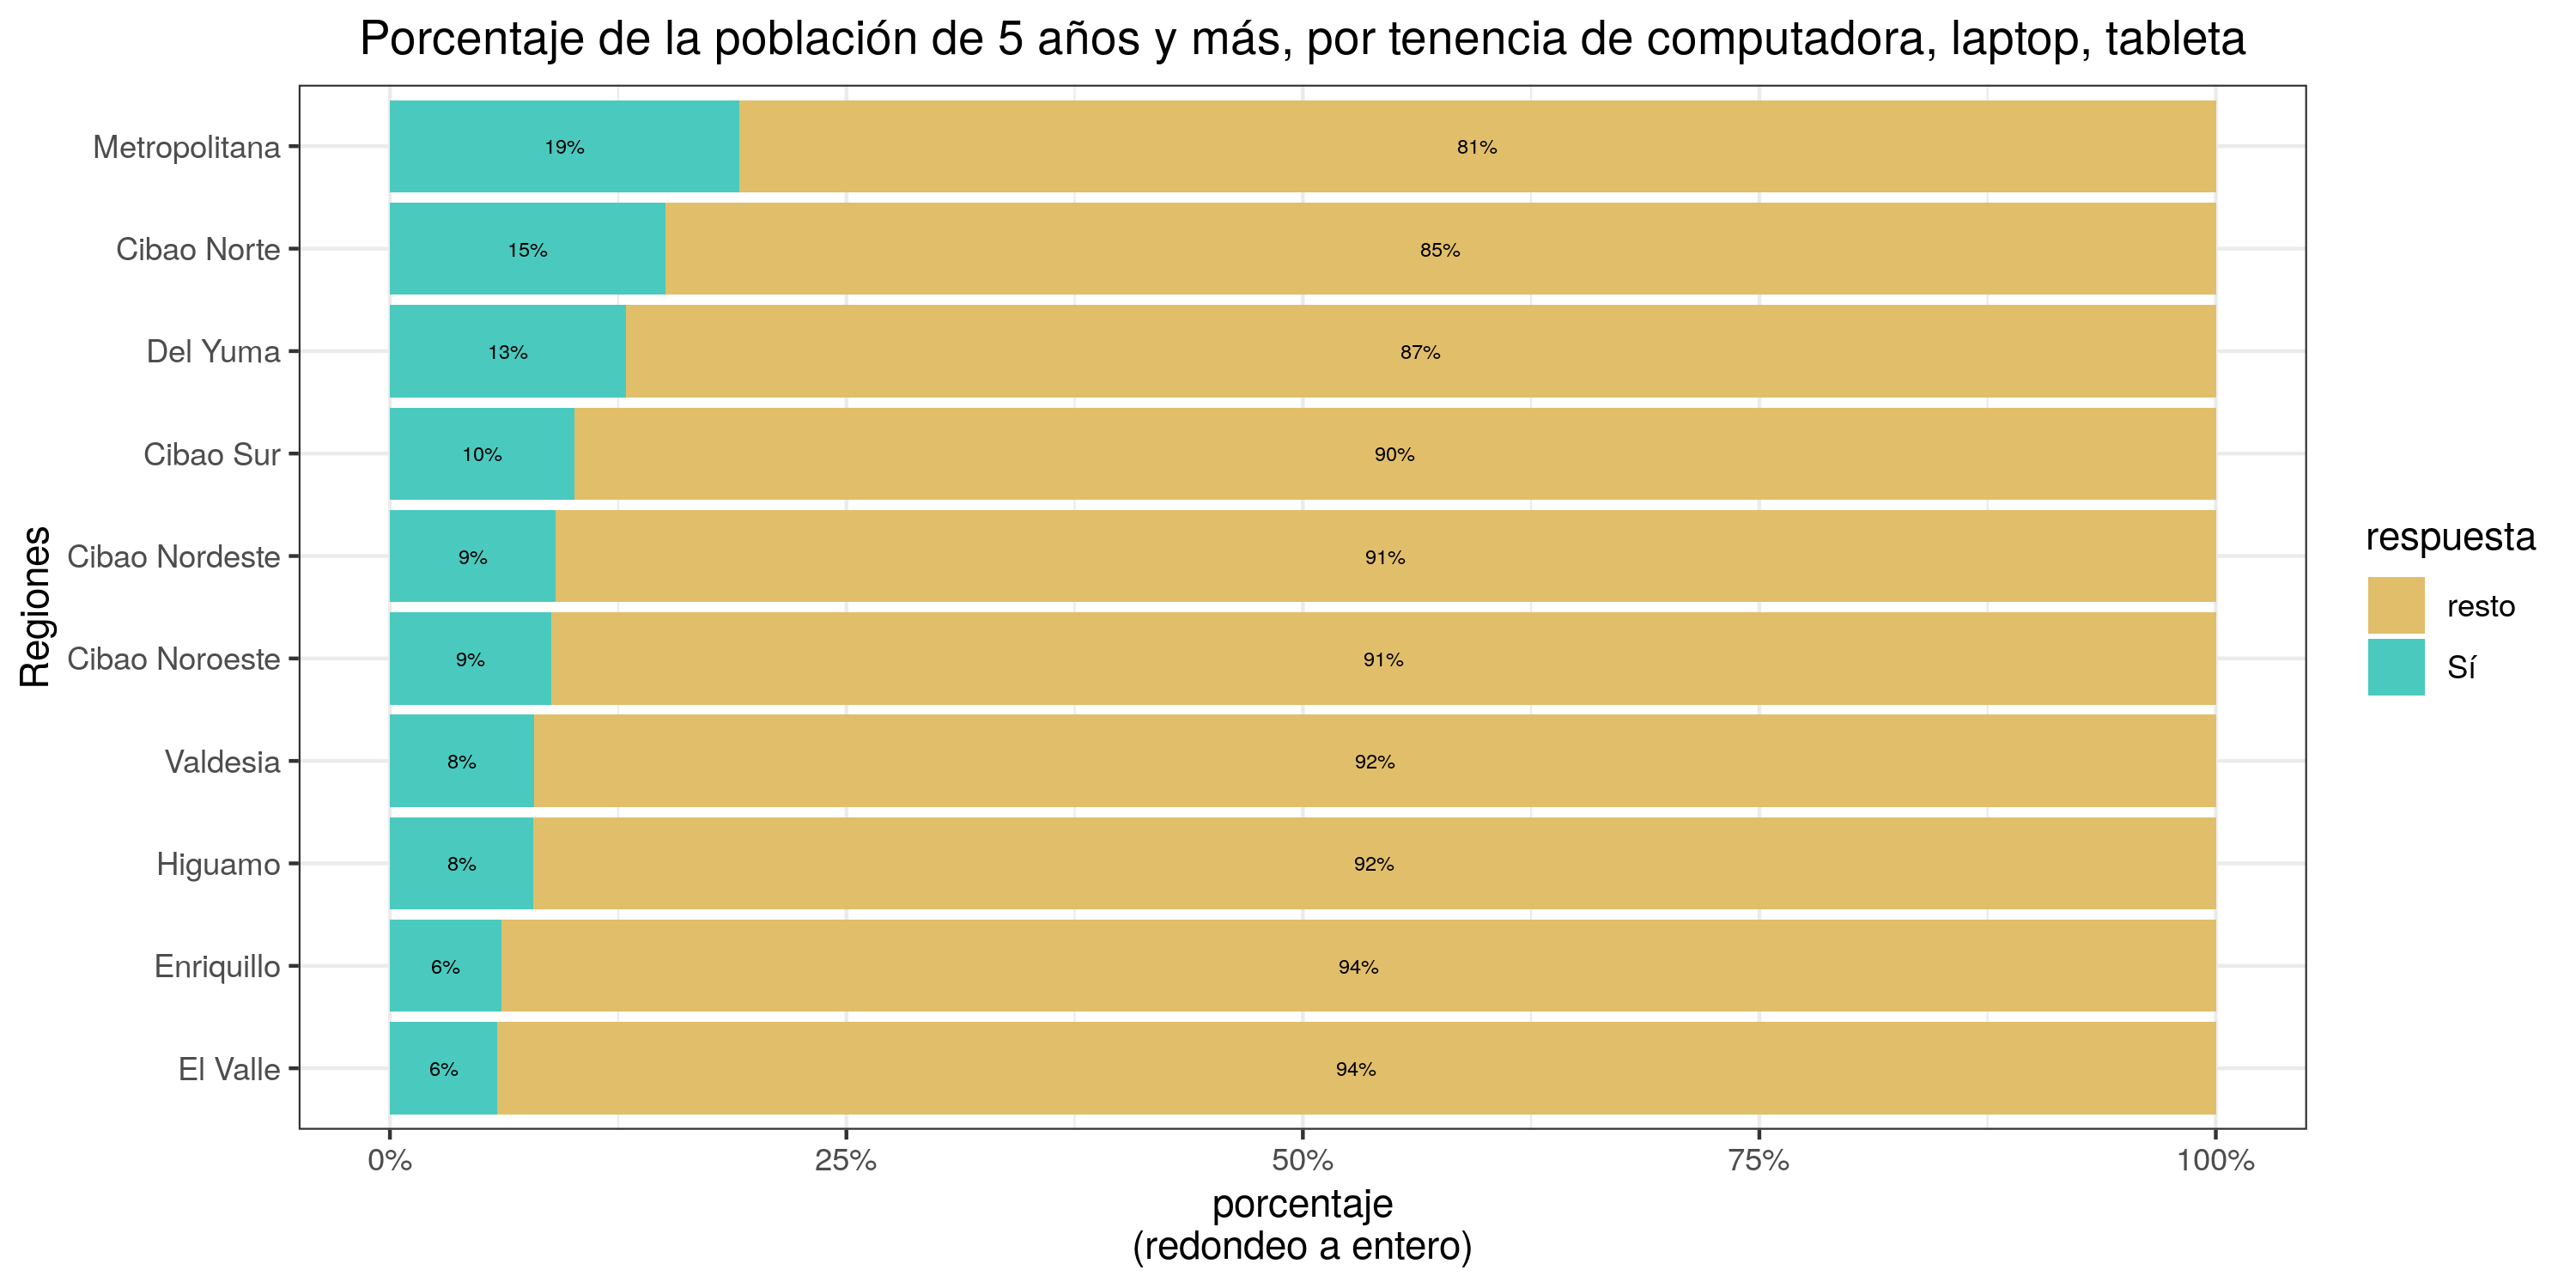 Porcentaje de la población de 5 años y más, por tenencia de computadora, laptop, tableta
Regiones
Metropolitana 19% 81%
Cibao Norte 15% 85%
Del Yuma 13% 87%
Cibao Sur 10% 90%
Cibao Nordeste 9% 91%
Cibao Noroeste 9% 91%
Valdesia 8% 92%
Higuamo 8% 92%
Enriquillo 6% 94%
El Valle 6% 94%
0% 25% 50% 75% 100%
porcentaje
(redondeo a entero)
respuesta
resto
Sí